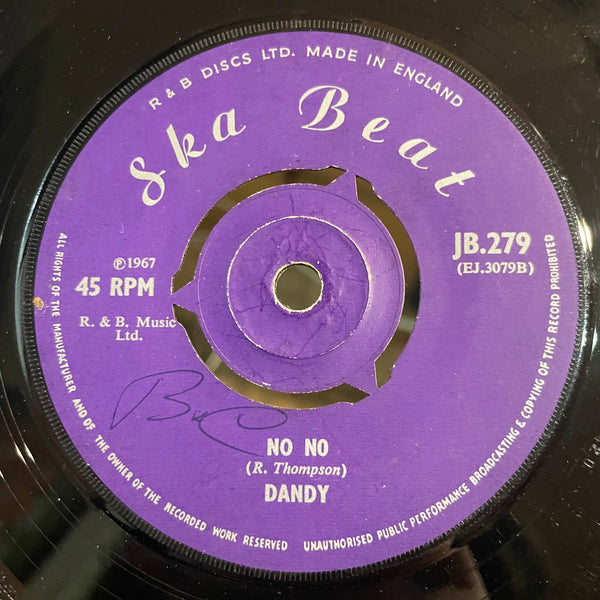 R & B DISCS LTD. MADE IN ENGLAND
Ska Beat
℗1967
45 RPM
R. & B. Music
Ltd.
JB.279
(EJ.3079B)
NO NO
(R. Thompson)
DANDY
ALL RIGHTS OF THE MANUFACTURER AND OF THE OWNER OF THE RECORDED WORK RESERVED
UNAUTHORISED PUBLIC PERFORMANCE BROADCASTING & COPYING OF THIS RECORD PROHIBITED